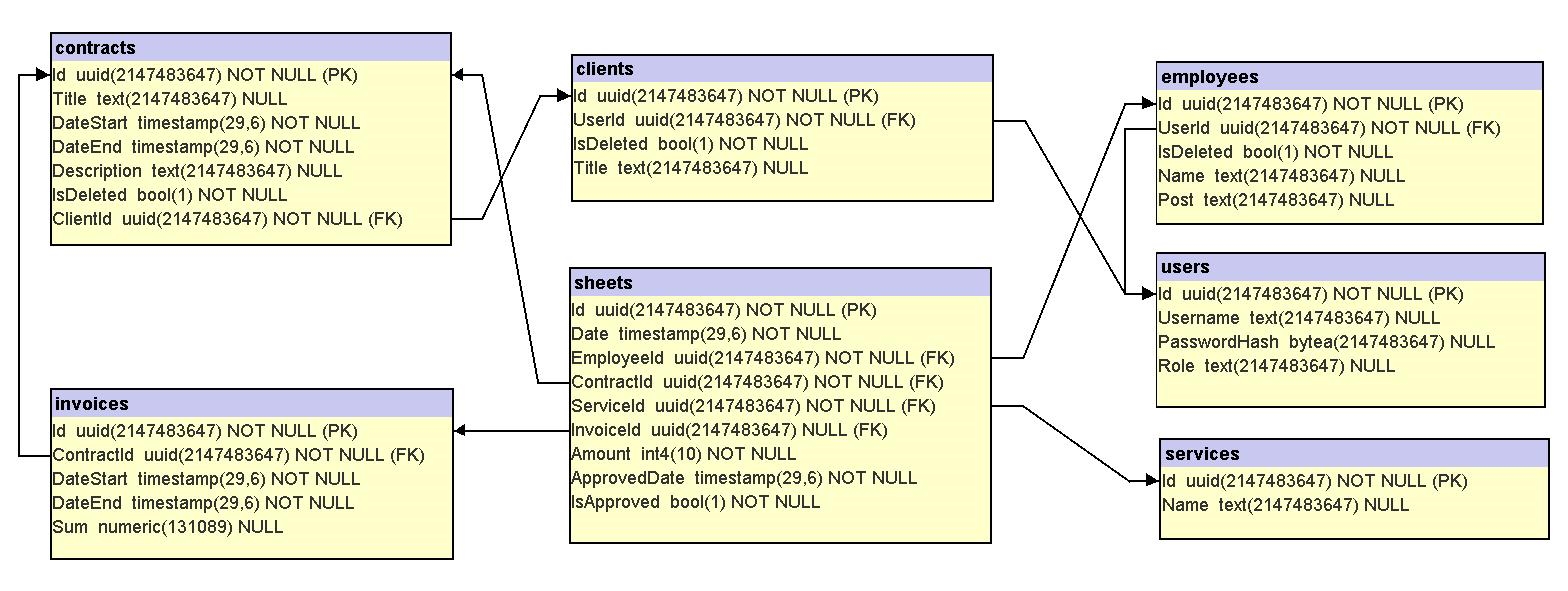 contracts
Id uuid(2147483647) NOT NULL (PK)
Title text(2147483647) NULL
DateStart timestamp(29,6) NOT NULL
DateEnd timestamp(29,6) NOT NULL
Description text(2147483647) NULL
IsDeleted bool(1) NOT NULL
ClientId uuid(2147483647) NOT NULL (FK)
clients
Id uuid(2147483647) NOT NULL (PK)
UserId uuid(2147483647) NOT NULL (FK)
IsDeleted bool(1) NOT NULL
Title text(2147483647) NULL
employees
Id uuid(2147483647) NOT NULL (PK)
UserId uuid(2147483647) NOT NULL (FK)
IsDeleted bool(1) NOT NULL
Name text(2147483647) NULL
Post text(2147483647) NULL
users
Id uuid(2147483647) NOT NULL (PK)
Username text(2147483647) NULL
PasswordHash bytea(2147483647) NULL
Role text(2147483647) NULL
sheets
Id uuid(2147483647) NOT NULL (PK)
Date timestamp(29,6) NOT NULL
EmployeeId uuid(2147483647) NOT NULL (FK)
ContractId uuid(2147483647) NOT NULL (FK)
ServiceId uuid(2147483647) NOT NULL (FK)
InvoiceId uuid(2147483647) NULL (FK)
Amount int4(10) NOT NULL
ApprovedDate timestamp(29,6) NOT NULL
IsApproved bool(1) NOT NULL
invoices
Id uuid(2147483647) NOT NULL (PK)
ContractId uuid(2147483647) NOT NULL (FK)
DateStart timestamp(29,6) NOT NULL
DateEnd timestamp(29,6) NOT NULL
Sum numeric(131089) NULL
services
Id uuid(2147483647) NOT NULL (PK)
Name text(2147483647) NULL